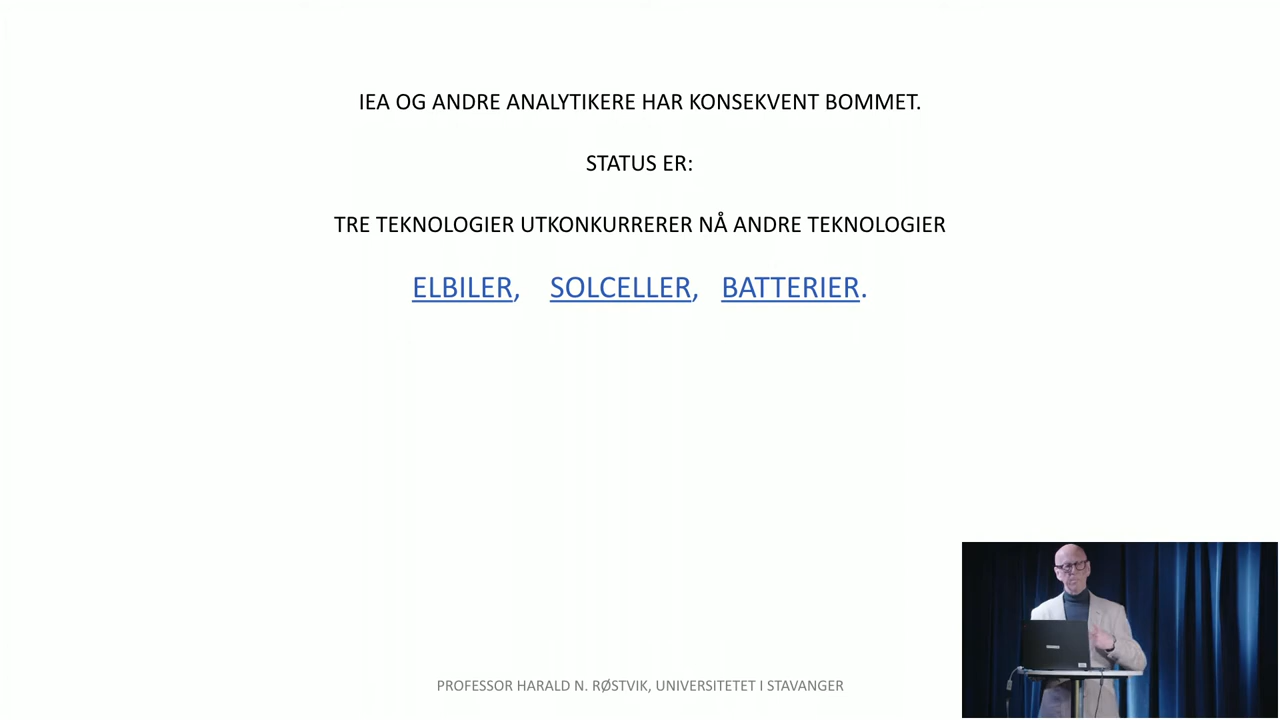 IEA OG ANDRE ANALYTIKERE HAR KONSEKVENT BOMMET.
STATUS ER:
TRE TEKNOLOGIER UTKONKURRERER NÅ ANDRE TEKNOLOGIER
ELBILER, SOLCELLER, BATTERIER.
PROFESSOR HARALD N. RØSTVIK, UNIVERSITETET I STAVANGER